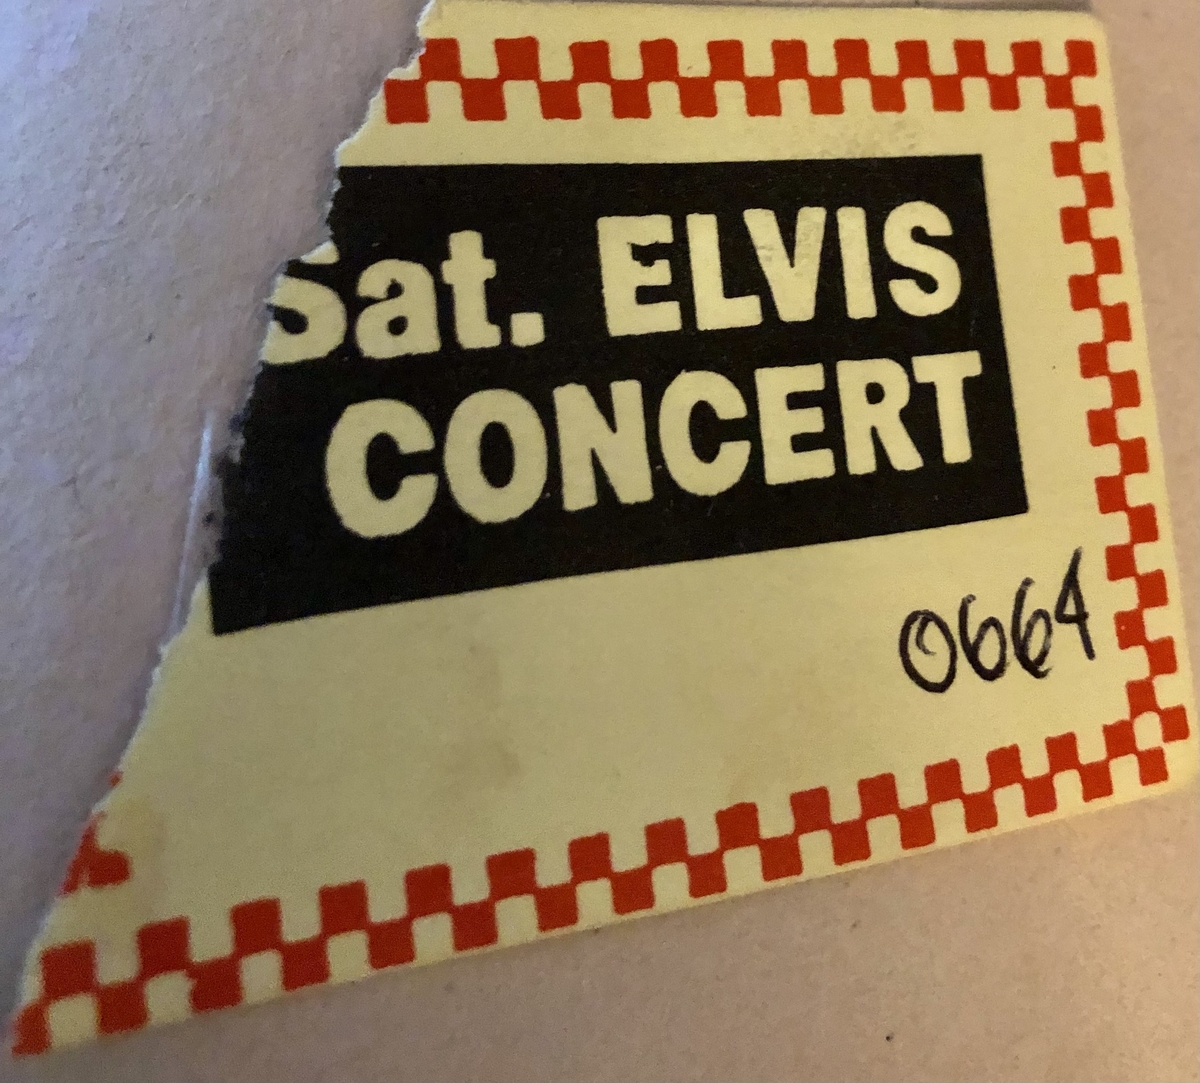 Sat. ELVIS
CONCERT
0664